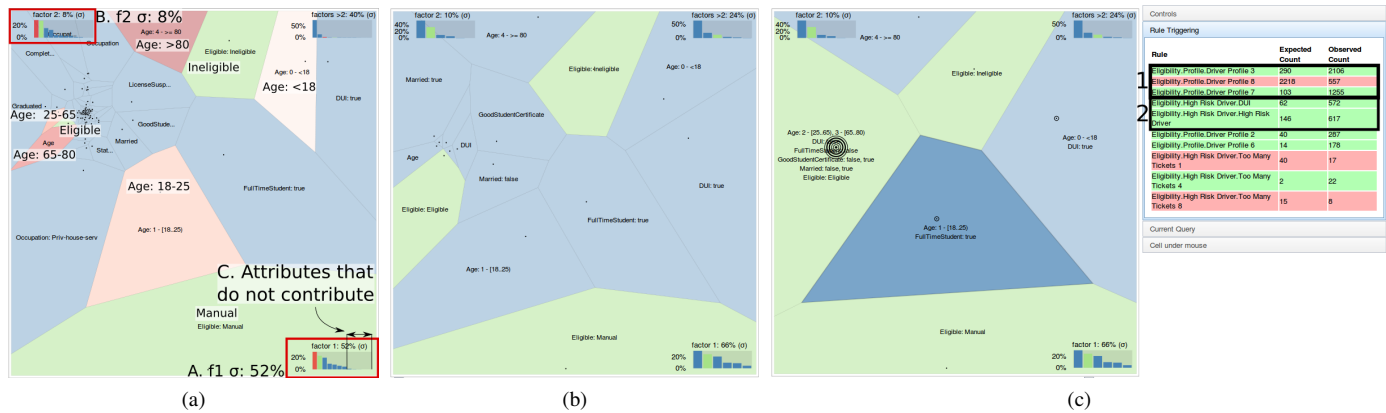 factor 2: 8% (σ)
20%
0%
Occupat...
B. f2 σ: 8%
factors >2: 40% (σ)
50%
0%
Occupation
Complet...
Age: 4 - >= 80
Age: >80
Eligible: Ineligible
Ineligible
Age: 0 - <18
Age: <18
LicenseSusp...
DUI: true
Graduated
Age: 25-65
Eligible
GoodStude...
Age
Age: 65-80
Stat...
Married
Age: 18-25
FullTimeStudent: true
Age: 1 - [18..25)
Occupation: Priv-house-serv
C. Attributes that
do not contribute
Manual
Eligible: Manual
factor 1: 52% (σ)
20%
0%
A. f1 σ: 52%
(a)
factor 2: 10% (σ)
40%
20%
0%
Age: 4 - >= 80
factors >2: 24% (σ)
50%
0%
Married: true
Eligible: Ineligible
Age: 0 - <18
GoodStudentCertificate
DUI
Age
Married: false
DUI: true
Eligible: Eligible
FullTimeStudent: true
Age: 1 - [18..25)
Eligible: Manual
factor 1: 66% (σ)
20%
0%
(b)
factor 2: 10% (σ)
40%
20%
0%
Age: 4 - >= 80
factors >2: 24% (σ)
50%
0%
Eligible: Ineligible
Age: 2 - [25..65), 3 - [65..80)
DUI: false
FullTimeStudent: false
GoodStudentCertificate: false, true
Married: false, true
Eligible: Eligible
Age: 0 - <18
DUI: true
Age: 1 - [18..25)
FullTimeStudent: true
Eligible: Manual
factor 1: 66% (σ)
20%
0%
(c)
Controls
Rule Triggering
Rule Expected Count Observed Count
1
Eligibility.Profile.Driver Profile 3 290 2106
Eligibility.Profile.Driver Profile 8 2218 557
Eligibility.Profile.Driver Profile 7 103 1255
2
Eligibility.High Risk Driver.DUI 62 572
Eligibility.High Risk Driver.High Risk Driver 146 617
Eligibility.Profile.Driver Profile 2 40 287
Eligibility.Profile.Driver Profile 6 14 178
Eligibility.High Risk Driver.Too Many Tickets 1 40 17
Eligibility.High Risk Driver.Too Many Tickets 4 2 22
Eligibility.High Risk Driver.Too Many Tickets 8 15 8
Current Query
Cell under mouse